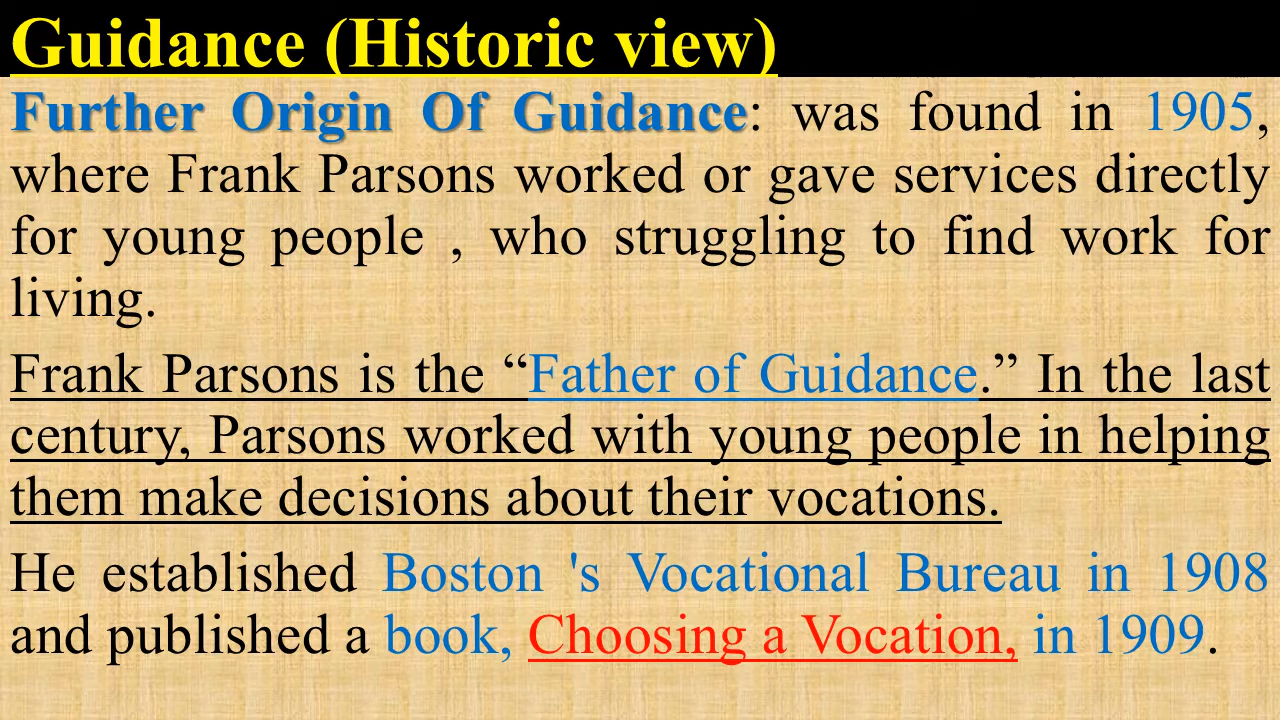 Guidance (Historic view)
Further Origin Of Guidance: was found in 1905,
where Frank Parsons worked or gave services directly
for young people , who struggling to find work for
living.
Frank Parsons is the “Father of Guidance.” In the last
century, Parsons worked with young people in helping
them make decisions about their vocations.
He established Boston 's Vocational Bureau in 1908
and published a book, Choosing a Vocation, in 1909.